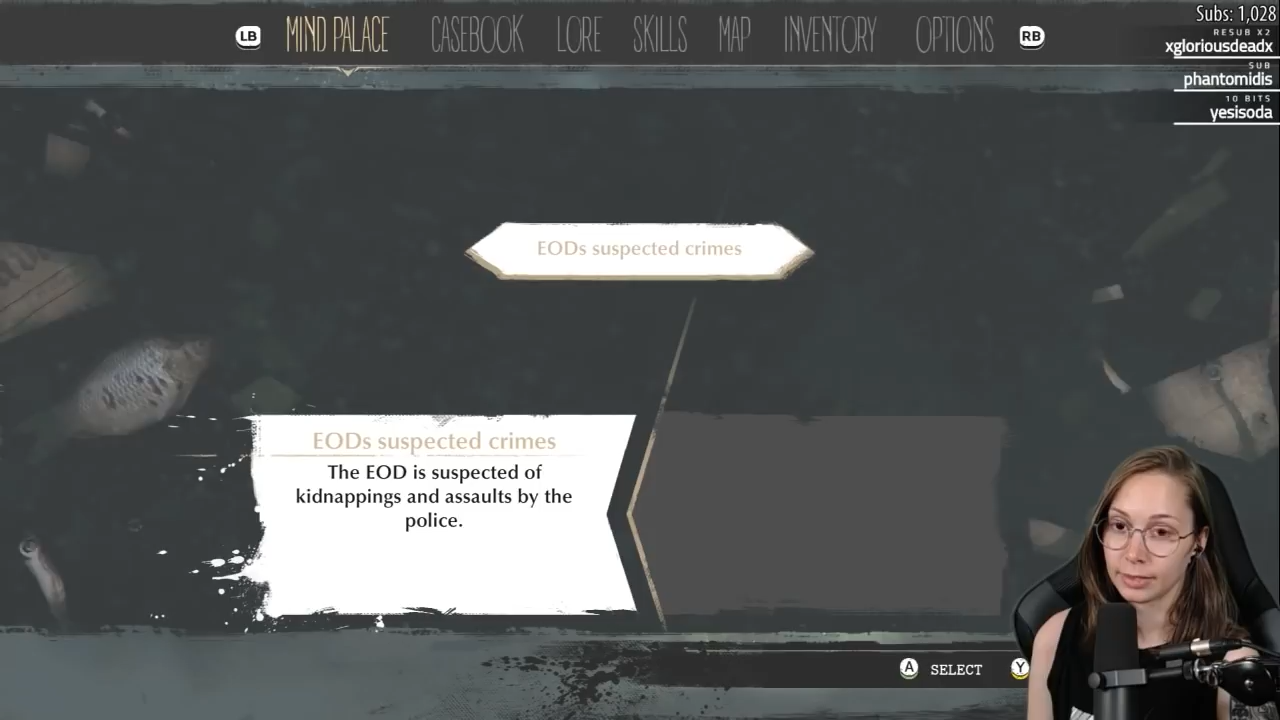 Subs: 1,028
LB MIND PALACE CASEBOOK LORE SKILLS MAP INVENTORY OPTIONS RB
RESUB X2
xgloriousdeadx
SUB
phantomidis
10 BITS
yesisoda
EODs suspected crimes
EODs suspected crimes
The EOD is suspected of
kidnappings and assaults by the
police.
A SELECT Y